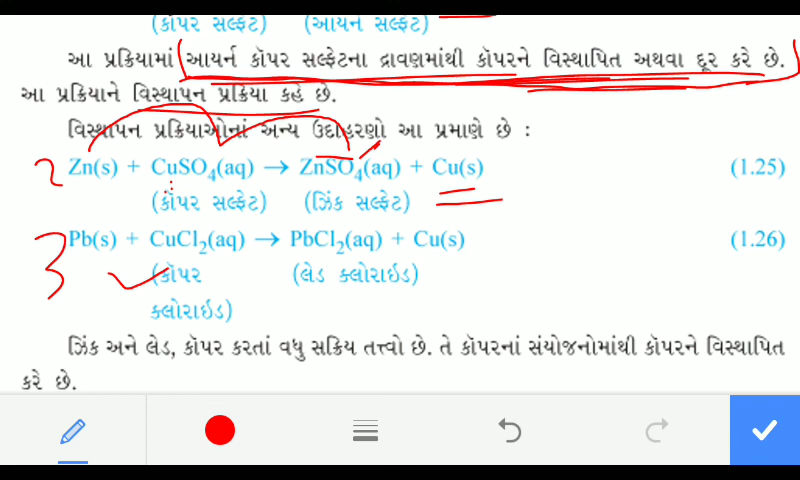 (કૉપર સલ્ફેટ) (આયર્ન સલ્ફેટ)
આ પ્રક્રિયામાં આયર્ન કૉપર સલ્ફેટના દ્રાવણમાંથી કૉપરને વિસ્થાપિત અથવા દૂર કરે છે.
આ પ્રક્રિયાને વિસ્થાપન પ્રક્રિયા કહે છે.
વિસ્થાપન પ્રક્રિયાઓનાં અન્ય ઉદાહરણો આ પ્રમાણે છે :
2 Zn(s) + CuSO₄(aq) → ZnSO₄(aq) + Cu(s) (1.25)
(કૉપર સલ્ફેટ) (ઝિંક સલ્ફેટ)
3 Pb(s) + CuCl₂(aq) → PbCl₂(aq) + Cu(s) (1.26)
(કૉપર (લેડ ક્લોરાઇડ)
ક્લોરાઇડ)
ઝિંક અને લેડ, કૉપર કરતાં વધુ સક્રિય તત્ત્વો છે. તે કૉપરનાં સંયોજનોમાંથી કૉપરને વિસ્થાપિત
કરે છે.